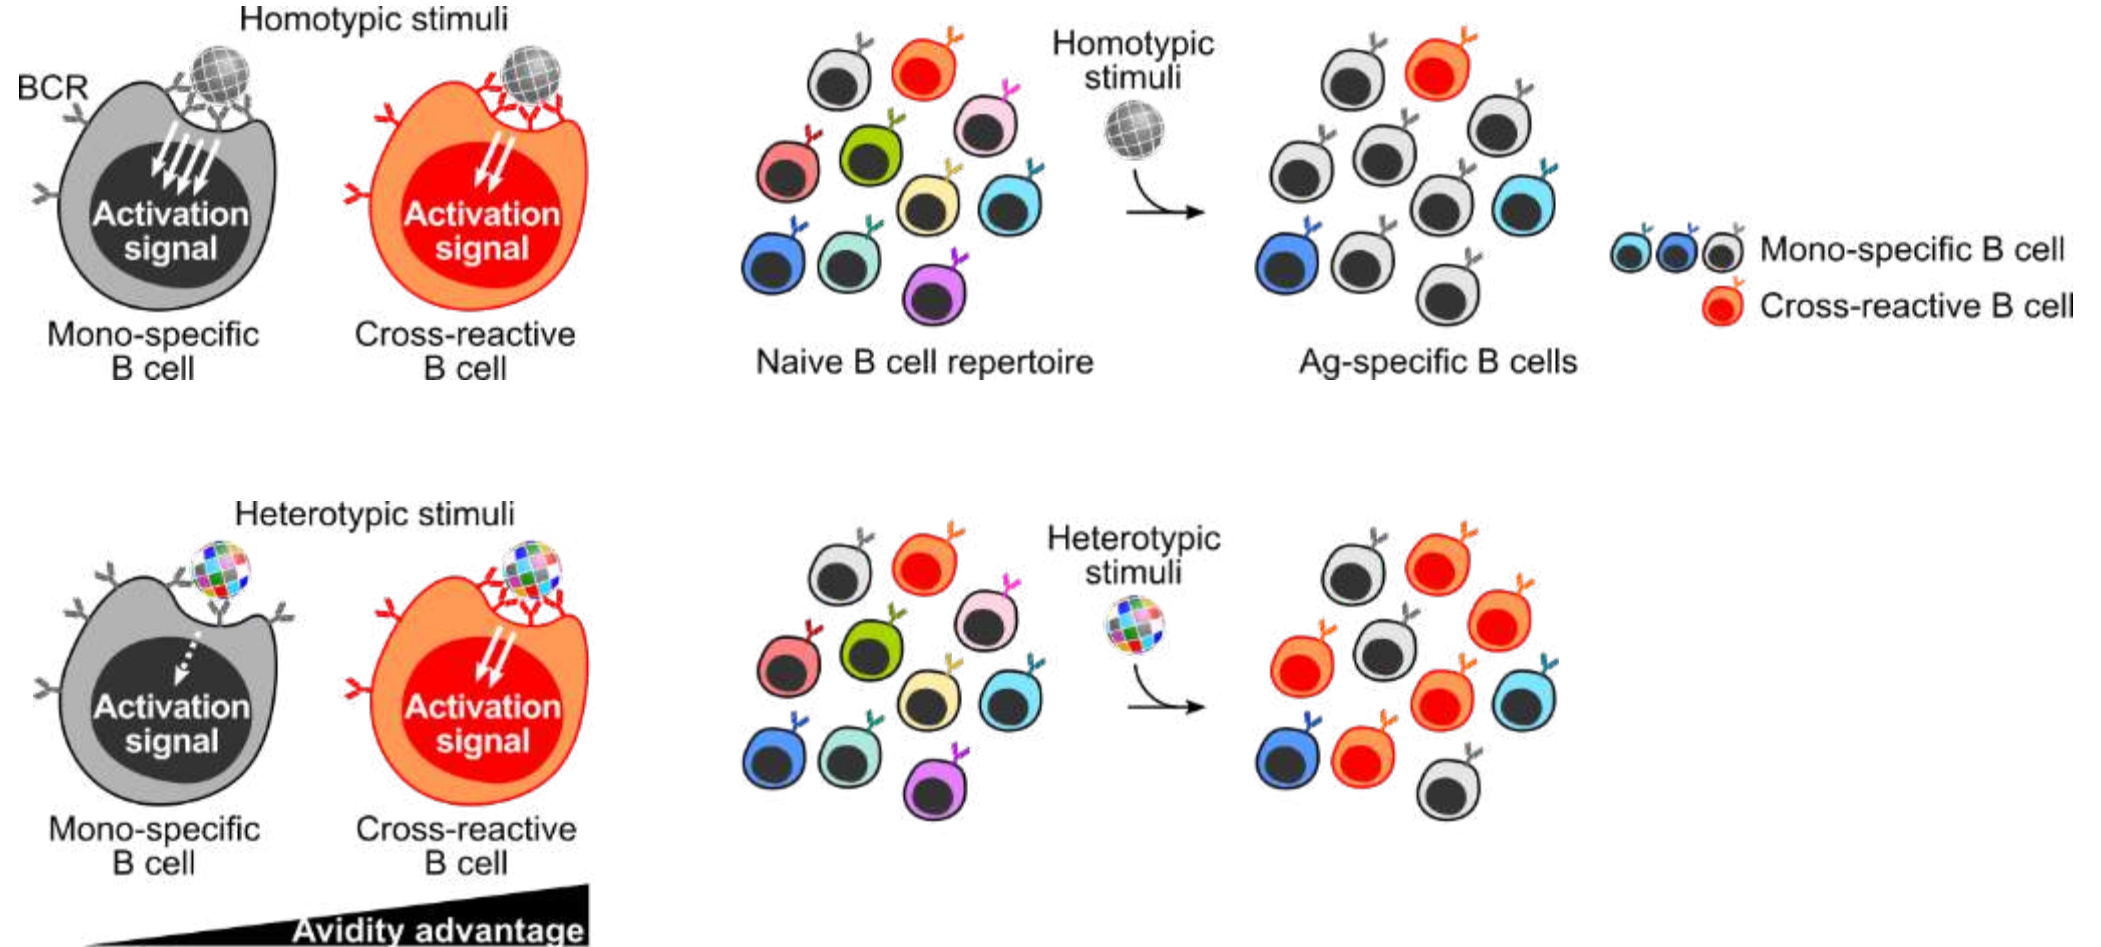 Homotypic stimuli
BCR
Activation
signal
Activation
signal
Mono-specific
B cell
Cross-reactive
B cell
Homotypic
stimuli
Naive B cell repertoire
Ag-specific B cells
Mono-specific B cell
Cross-reactive B cell
Heterotypic stimuli
Activation
signal
Activation
signal
Mono-specific
B cell
Cross-reactive
B cell
Avidity advantage
Heterotypic
stimuli